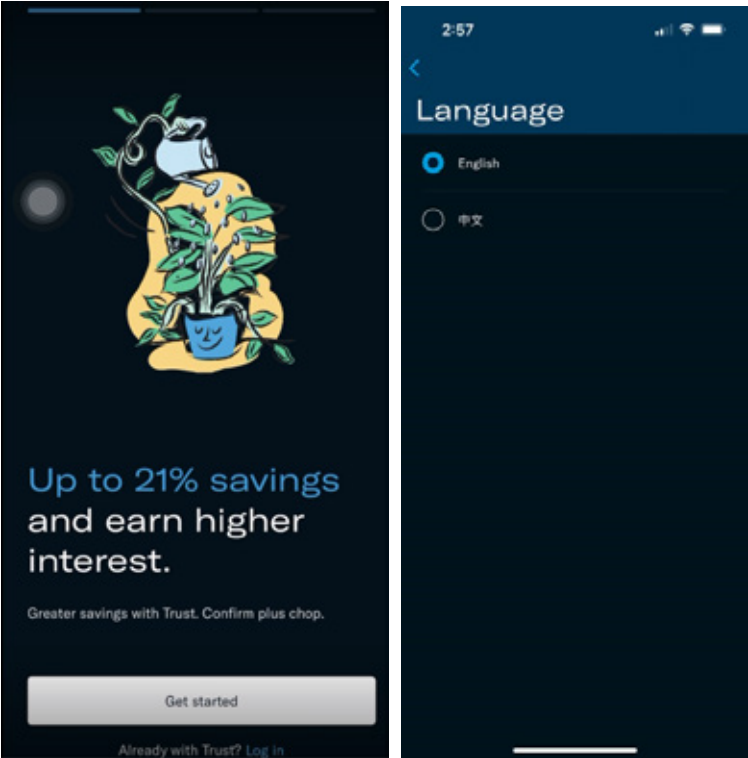 Up to 21% savings
and earn higher
interest.
Greater savings with Trust. Confirm plus chop.
Get started
Already with Trust? Log in
2:57
Language
English
中文